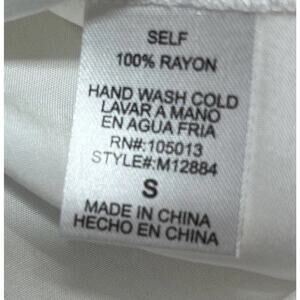 SELF
100% RAYON
HAND WASH COLD
LAVAR A MANO
EN AGUA FRIA
RN#:105013
STYLE#:M12884
S
MADE IN CHINA
HECHO EN CHINA